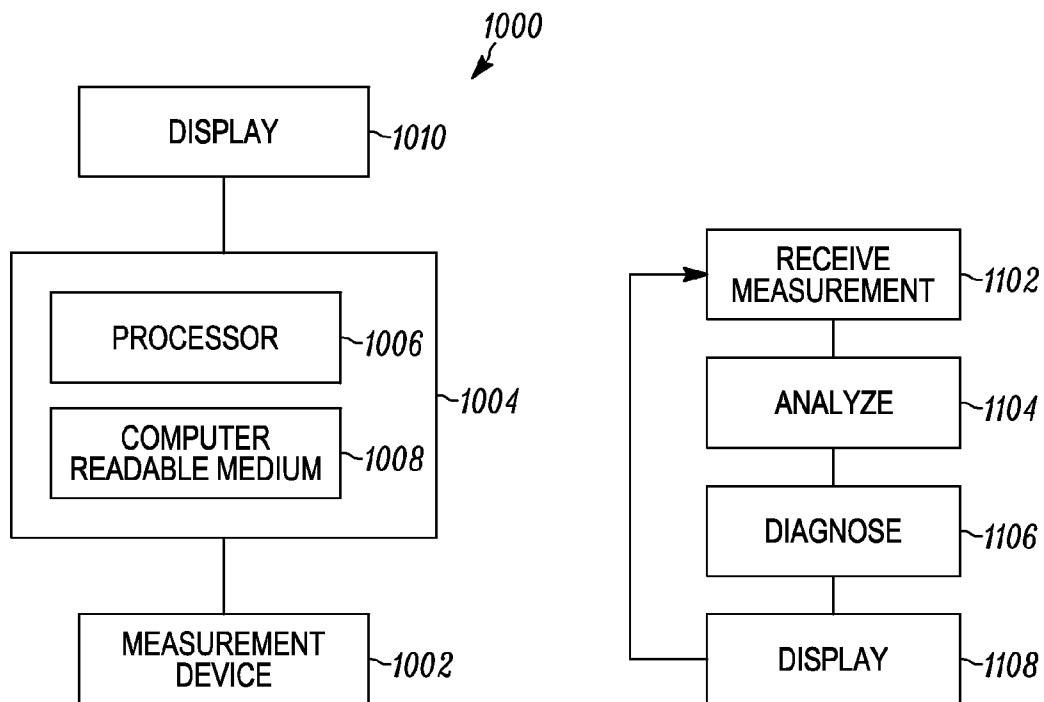 1000
DISPLAY
1010
PROCESSOR
1006
1004
COMPUTER
READABLE MEDIUM
1008
MEASUREMENT
DEVICE
1002
RECEIVE
MEASUREMENT
1102
ANALYZE
1104
DIAGNOSE
1106
DISPLAY
1108